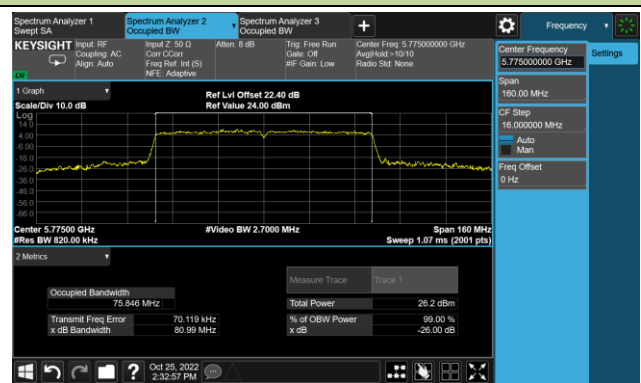 Spectrum Analyzer 1
Swept SA
Spectrum Analyzer 2
Occupied BW
Spectrum Analyzer 3
Occupied BW
Frequency
KEYSIGHT
Input: RF
Coupling: AC
Align: Auto
Input Z: 50 Ω
Corr CCorr
Freq Ref: Int (S)
NFE: Adaptive
Atten: 8 dB
Trig: Free Run
Gate: Off
#IF Gain: Low
Center Freq: 5.775000000 GHz
Avg|Hold:>10/10
Radio Std: None
Center Frequency
5.775000000 GHz
Settings
Span
160.00 MHz
CF Step
16.000000 MHz
Auto
Man
Freq Offset
0 Hz
1 Graph
Scale/Div 10.0 dB
Ref Lvl Offset 22.40 dB
Ref Value 24.00 dBm
Log
14.0
4.00
-6.00
-16.0
-26.0
-36.0
-46.0
-56.0
-66.0
Center 5.77500 GHz
#Res BW 820.00 kHz
#Video BW 2.7000 MHz
Span 160 MHz
Sweep 1.07 ms (2001 pts)
2 Metrics
Measure Trace
Trace 1
Occupied Bandwidth
75.846 MHz
Total Power
26.2 dBm
Transmit Freq Error
70.119 kHz
% of OBW Power
99.00 %
x dB Bandwidth
80.99 MHz
x dB
-26.00 dB
Oct 25, 2022
2:32:57 PM